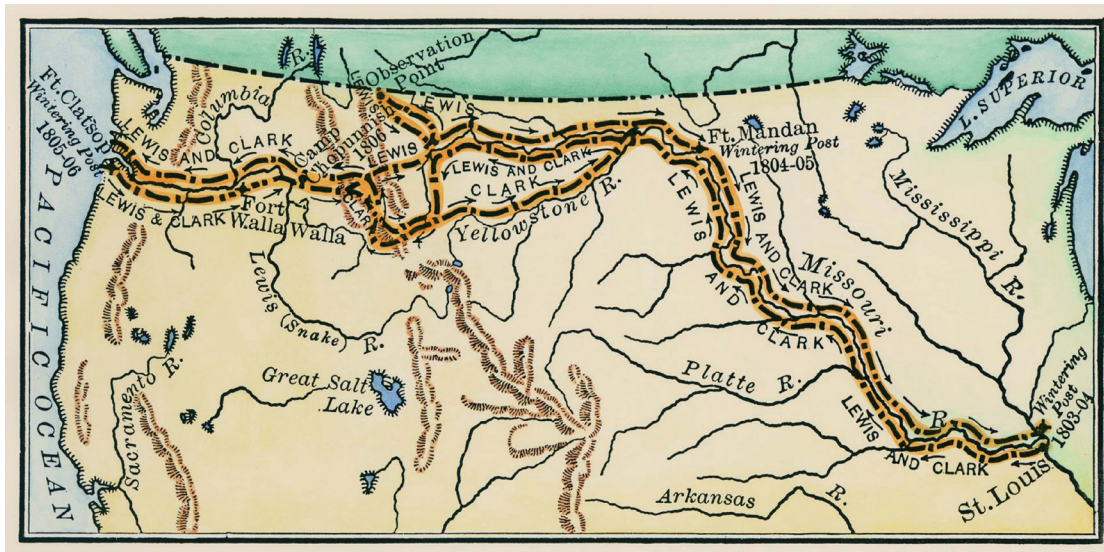 Observation
Point
R.
Columbia
L. SUPERIOR
Ft. Clatsop
Wintering Post
1805-06
LEWIS AND CLARK
Camp
Chopunnish
1806
LEWIS
LEWIS
LEWIS AND CLARK
CLARK
Yellowstone R.
CLARK
Ft. Mandan
Wintering Post
1804-05
LEWIS & CLARK
Fort
Walla Walla
Lewis (Snake) R.
LEWIS AND CLARK
LEWIS AND CLARK
Missouri
R.
Mississippi
R.
PACIFIC OCEAN
Sacramento R.
Great Salt
Lake
Platte R.
Arkansas R.
LEWIS
AND CLARK
Wintering
Post
1803-04
St. Louis